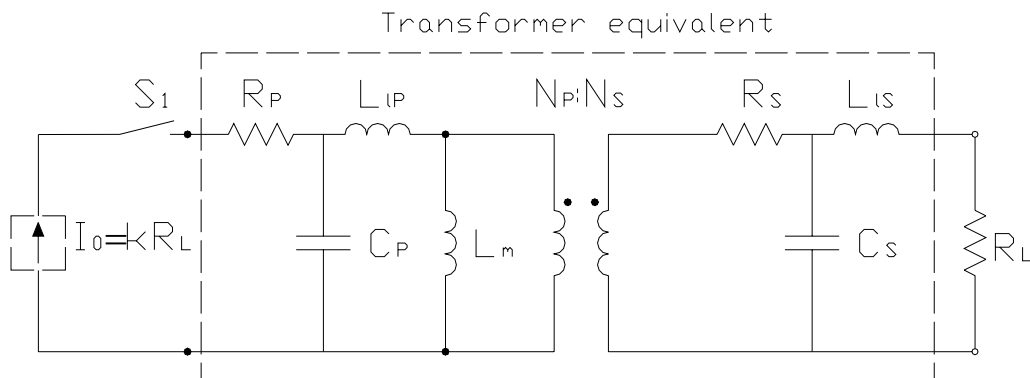 Transformer equivalent
S1
RP
LlP
NP:NS
RS
LlS
I0=kRL
CP
Lm
CS
RL